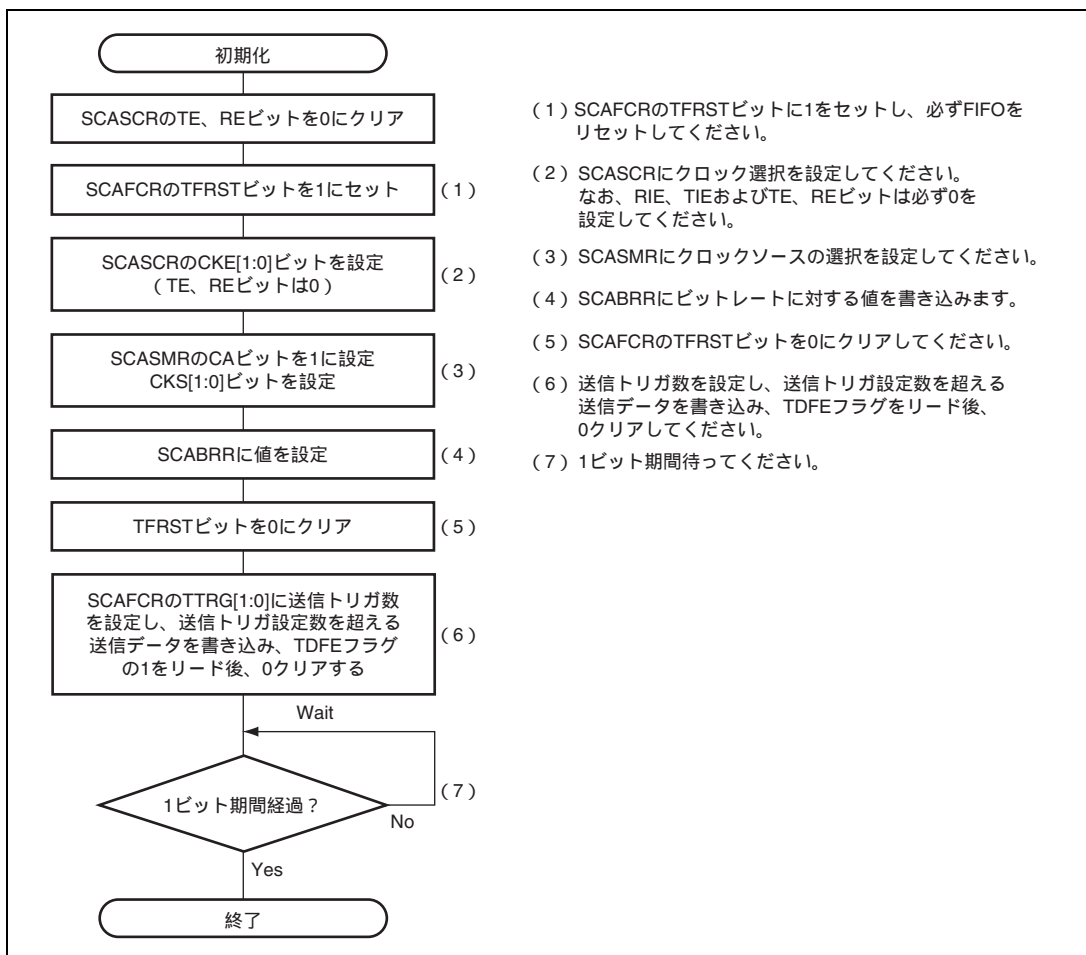 初期化
SCASCRのTE、REビットを0にクリア
SCAFCRのTFRSTビットを1にセット
(1)
SCASCRのCKE[1:0]ビットを設定
(TE、REビットは0)
(2)
SCASMRのCAビットを1に設定
CKS[1:0]ビットを設定
(3)
SCABRRに値を設定
(4)
TFRSTビットを0にクリア
(5)
SCAFCRのTTRG[1:0]に送信トリガ数
を設定し、送信トリガ設定数を超える
送信データを書き込み、TDFEフラグ
の1をリード後、0クリアする
(6)
Wait
1ビット期間経過?
(7)
No
Yes
終了
(1)SCAFCRのTFRSTビットに1をセットし、必ずFIFOを
リセットしてください。
(2)SCASCRにクロック選択を設定してください。
なお、RIE、TIEおよびTE、REビットは必ず0を
設定してください。
(3)SCASMRにクロックソースの選択を設定してください。
(4)SCABRRにビットレートに対する値を書き込みます。
(5)SCAFCRのTFRSTビットを0にクリアしてください。
(6)送信トリガ数を設定し、送信トリガ設定数を超える
送信データを書き込み、TDFEフラグをリード後、
0クリアしてください。
(7)1ビット期間待ってください。